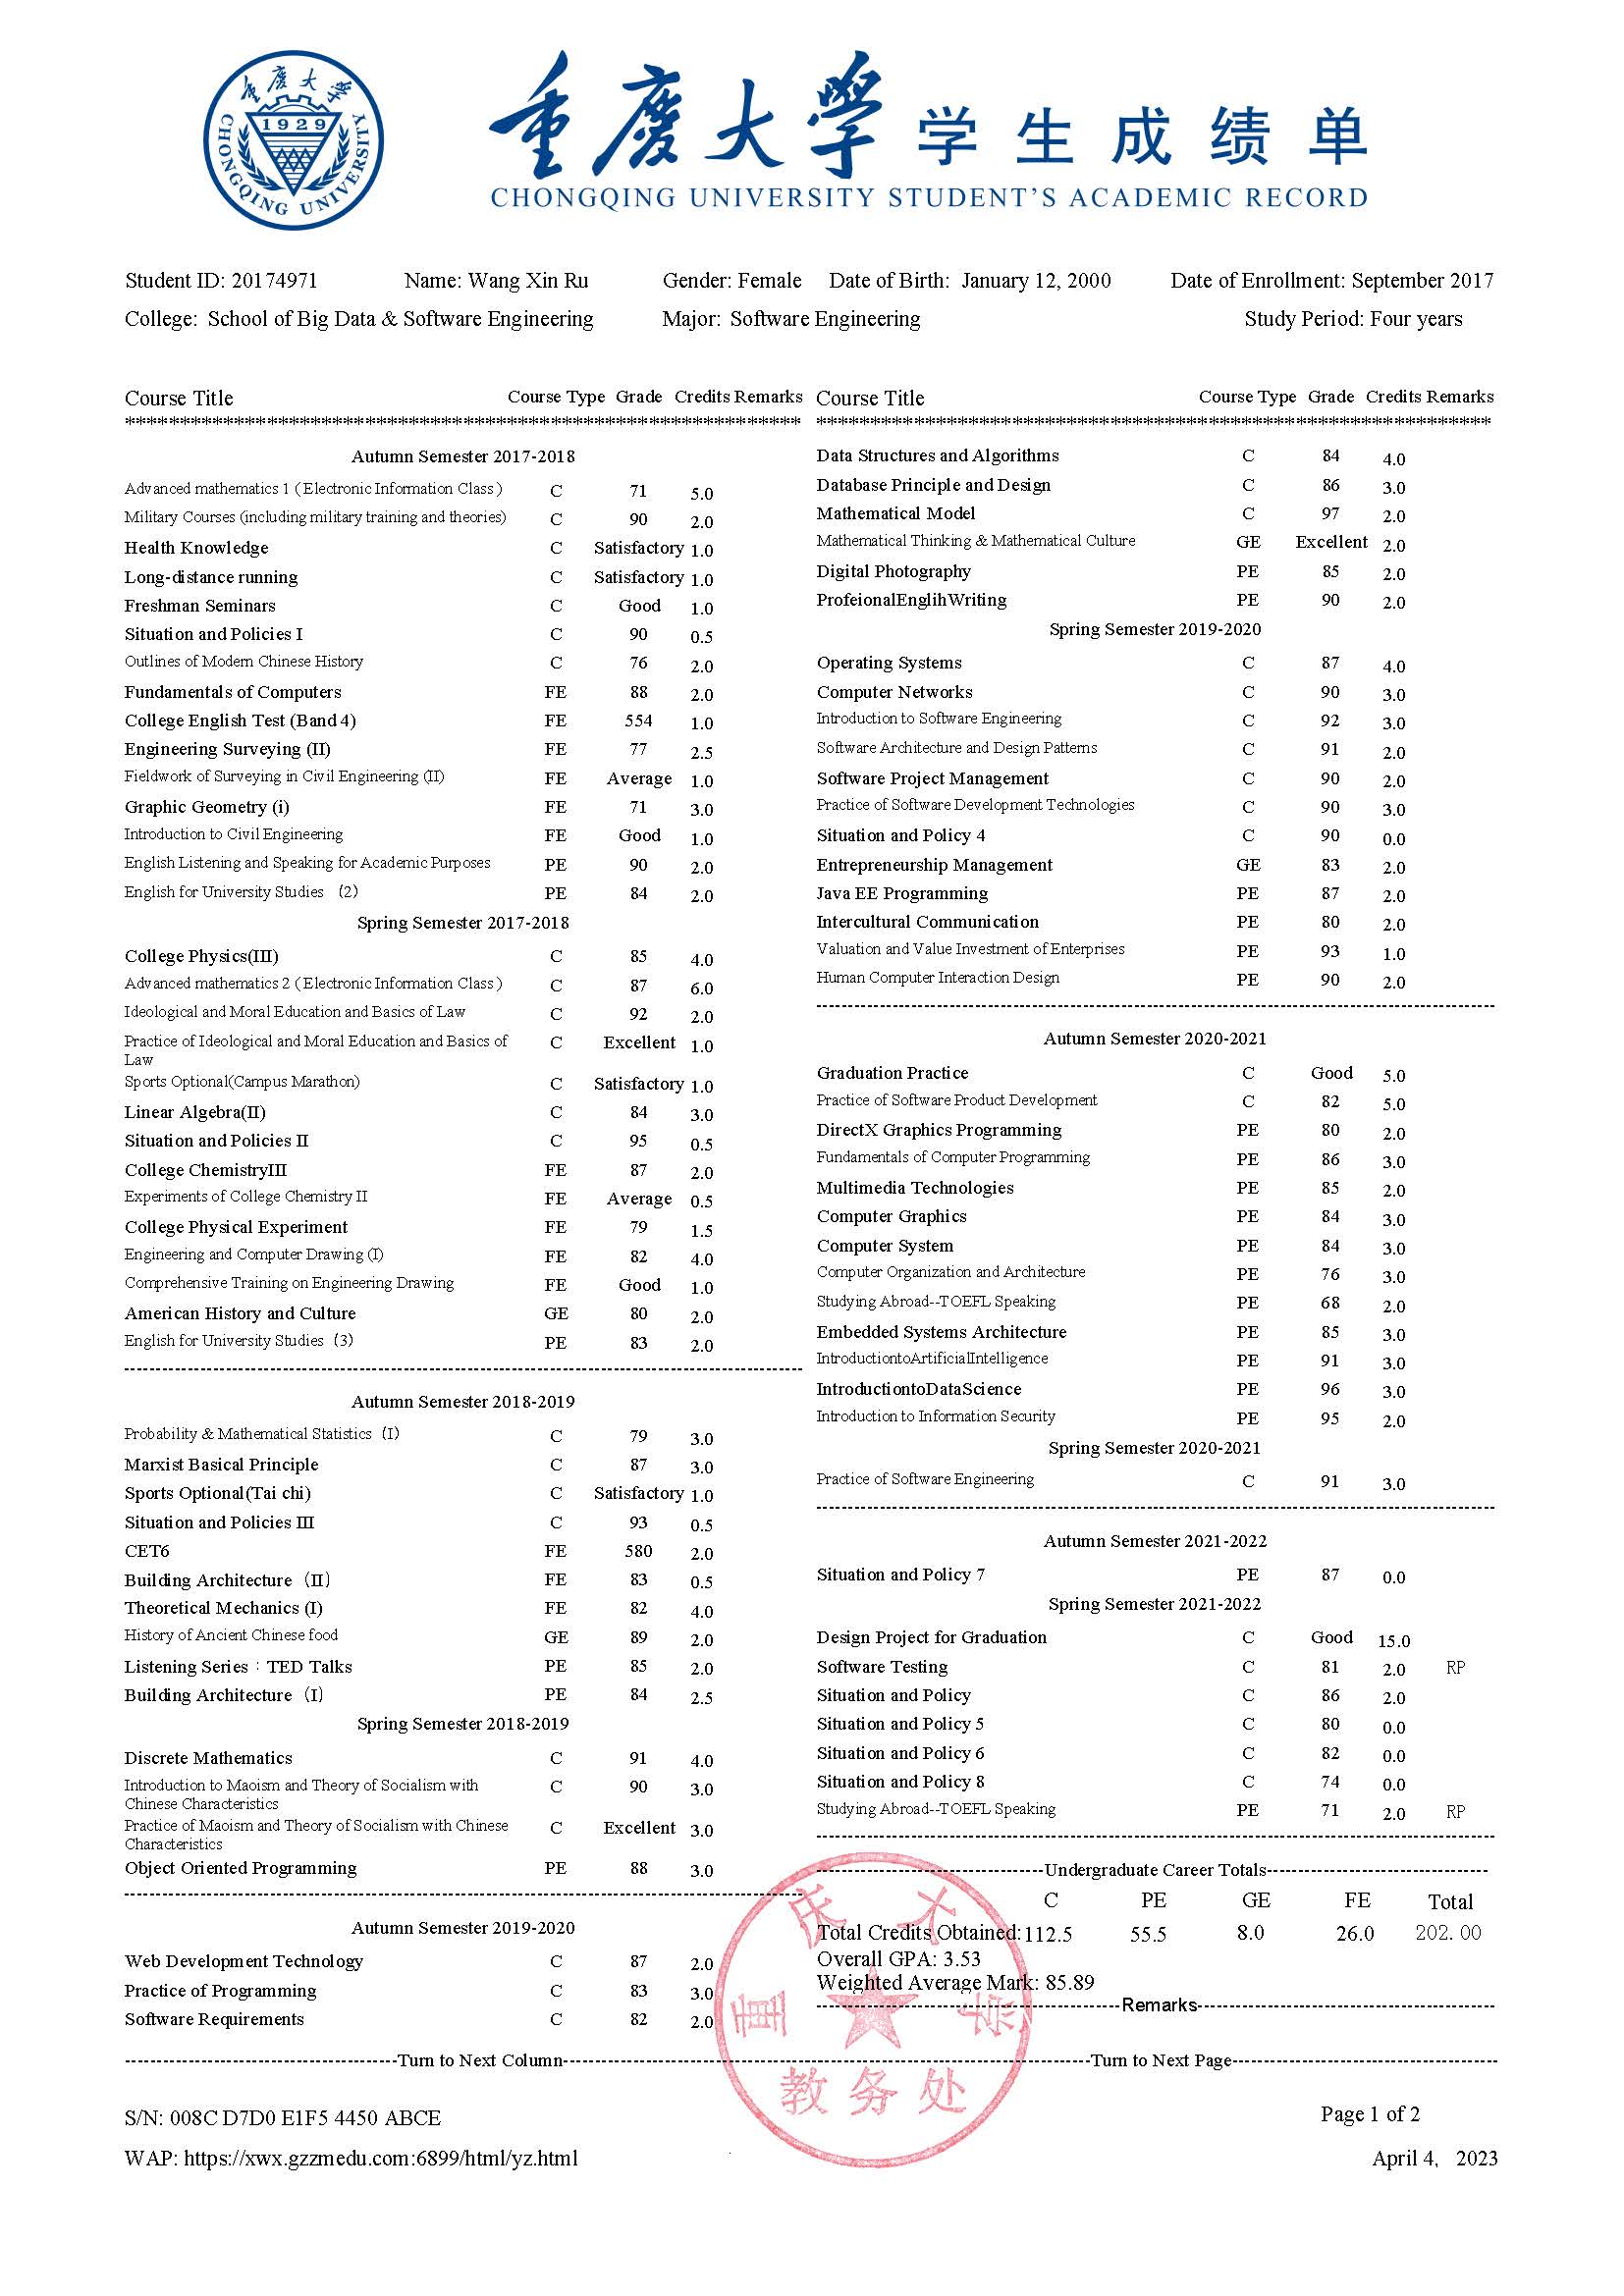 重庆大学
1929
CHONGQING UNIVERSITY
重庆大学 学生成绩单
CHONGQING UNIVERSITY STUDENT'S ACADEMIC RECORD
Student ID: 20174971 Name: Wang Xin Ru Gender: Female Date of Birth: January 12, 2000 Date of Enrollment: September 2017
College: School of Big Data & Software Engineering Major: Software Engineering Study Period: Four years
Course Title Course Type Grade Credits Remarks
*******************************************************************
Autumn Semester 2017-2018
Advanced mathematics 1 ( Electronic Information Class ) C 71 5.0
Military Courses (including military training and theories) C 90 2.0
Health Knowledge C Satisfactory 1.0
Long-distance running C Satisfactory 1.0
Freshman Seminars C Good 1.0
Situation and Policies I C 90 0.5
Outlines of Modern Chinese History C 76 2.0
Fundamentals of Computers FE 88 2.0
College English Test (Band 4) FE 554 1.0
Engineering Surveying (II) FE 77 2.5
Fieldwork of Surveying in Civil Engineering (II) FE Average 1.0
Graphic Geometry (i) FE 71 3.0
Introduction to Civil Engineering FE Good 1.0
English Listening and Speaking for Academic Purposes PE 90 2.0
English for University Studies （2） PE 84 2.0
Spring Semester 2017-2018
College Physics(III) C 85 4.0
Advanced mathematics 2 ( Electronic Information Class ) C 87 6.0
Ideological and Moral Education and Basics of Law C 92 2.0
Practice of Ideological and Moral Education and Basics of C Excellent 1.0
Law
Sports Optional(Campus Marathon) C Satisfactory 1.0
Linear Algebra(II) C 84 3.0
Situation and Policies II C 95 0.5
College ChemistryIII FE 87 2.0
Experiments of College Chemistry II FE Average 0.5
College Physical Experiment FE 79 1.5
Engineering and Computer Drawing (I) FE 82 4.0
Comprehensive Training on Engineering Drawing FE Good 1.0
American History and Culture GE 80 2.0
English for University Studies（3） PE 83 2.0
Autumn Semester 2018-2019
Probability & Mathematical Statistics（I） C 79 3.0
Marxist Basical Principle C 87 3.0
Sports Optional(Tai chi) C Satisfactory 1.0
Situation and Policies III C 93 0.5
CET6 FE 580 2.0
Building Architecture（II） FE 83 0.5
Theoretical Mechanics (I) FE 82 4.0
History of Ancient Chinese food GE 89 2.0
Listening Series：TED Talks PE 85 2.0
Building Architecture（I） PE 84 2.5
Spring Semester 2018-2019
Discrete Mathematics C 91 4.0
Introduction to Maoism and Theory of Socialism with C 90 3.0
Chinese Characteristics
Practice of Maoism and Theory of Socialism with Chinese C Excellent 3.0
Characteristics
Object Oriented Programming PE 88 3.0
Autumn Semester 2019-2020
Web Development Technology C 87 2.0
Practice of Programming C 83 3.0
Software Requirements C 82 2.0
Turn to Next Column
Course Title Course Type Grade Credits Remarks
*******************************************************************
Data Structures and Algorithms C 84 4.0
Database Principle and Design C 86 3.0
Mathematical Model C 97 2.0
Mathematical Thinking & Mathematical Culture GE Excellent 2.0
Digital Photography PE 85 2.0
ProfeionalEnglihWriting PE 90 2.0
Spring Semester 2019-2020
Operating Systems C 87 4.0
Computer Networks C 90 3.0
Introduction to Software Engineering C 92 3.0
Software Architecture and Design Patterns C 91 2.0
Software Project Management C 90 2.0
Practice of Software Development Technologies C 90 3.0
Situation and Policy 4 C 90 0.0
Entrepreneurship Management GE 83 2.0
Java EE Programming PE 87 2.0
Intercultural Communication PE 80 2.0
Valuation and Value Investment of Enterprises PE 93 1.0
Human Computer Interaction Design PE 90 2.0
Autumn Semester 2020-2021
Graduation Practice C Good 5.0
Practice of Software Product Development C 82 5.0
DirectX Graphics Programming PE 80 2.0
Fundamentals of Computer Programming PE 86 3.0
Multimedia Technologies PE 85 2.0
Computer Graphics PE 84 3.0
Computer System PE 84 3.0
Computer Organization and Architecture PE 76 3.0
Studying Abroad--TOEFL Speaking PE 68 2.0
Embedded Systems Architecture PE 85 3.0
IntroductiontoArtificialIntelligence PE 91 3.0
IntroductiontoDataScience PE 96 3.0
Introduction to Information Security PE 95 2.0
Spring Semester 2020-2021
Practice of Software Engineering C 91 3.0
Autumn Semester 2021-2022
Situation and Policy 7 PE 87 0.0
Spring Semester 2021-2022
Design Project for Graduation C Good 15.0
Software Testing C 81 2.0 RP
Situation and Policy C 86 2.0
Situation and Policy 5 C 80 0.0
Situation and Policy 6 C 82 0.0
Situation and Policy 8 C 74 0.0
Studying Abroad--TOEFL Speaking PE 71 2.0 RP
Undergraduate Career Totals
C PE GE FE Total
Total Credits Obtained: 112.5 55.5 8.0 26.0 202.00
Overall GPA: 3.53
Weighted Average Mark: 85.89
Remarks
Turn to Next Page
重庆大学
教务处
S/N: 008C D7D0 E1F5 4450 ABCE Page 1 of 2
WAP: https://xwx.gzzmedu.com:6899/html/yz.html April 4, 2023